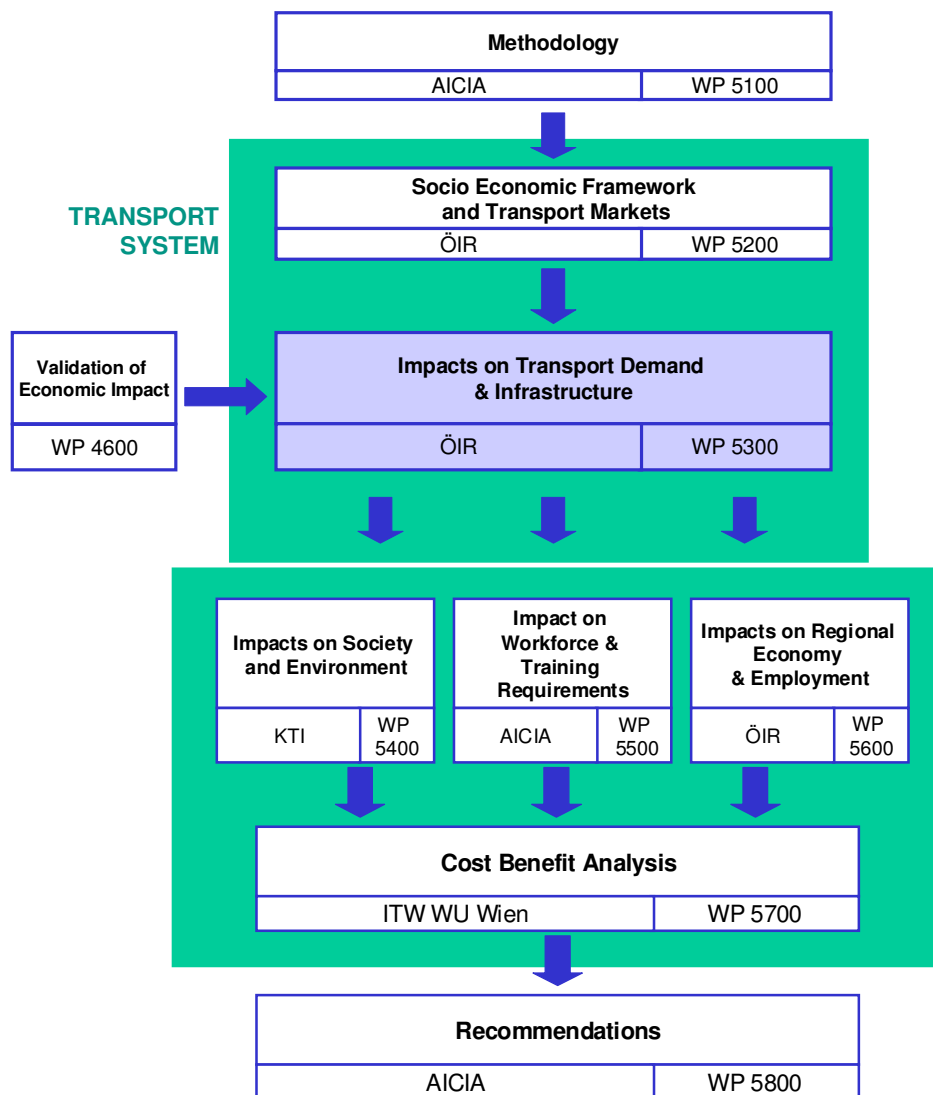 Methodology
AICIA
WP 5100
TRANSPORT
SYSTEM
Socio Economic Framework
and Transport Markets
ÖIR
WP 5200
Validation of
Economic Impact
WP 4600
Impacts on Transport Demand
& Infrastructure
ÖIR
WP 5300
Impacts on Society
and Environment
KTI
WP
5400
Impact on
Workforce &
Training
Requirements
AICIA
WP
5500
Impacts on Regional
Economy
& Employment
ÖIR
WP
5600
Cost Benefit Analysis
ITW WU Wien
WP 5700
Recommendations
AICIA
WP 5800